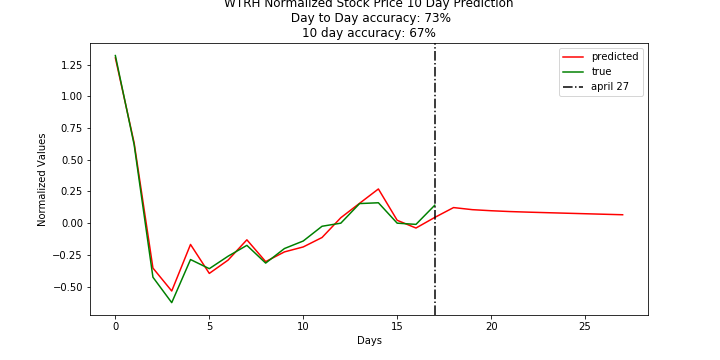 WTRH Normalized Stock Price 10 Day Prediction
Day to Day accuracy: 73%
10 day accuracy: 67%
predicted
true
april 27
Normalized Values
1.25
1.00
0.75
0.50
0.25
0.00
−0.25
−0.50
0 5 10 15 20 25
Days